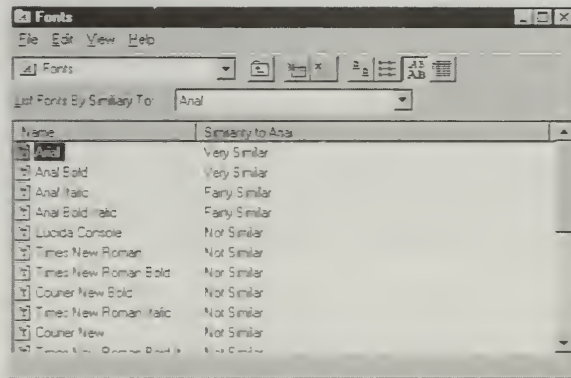 Fonts
File Edit View Help
Fonts
List Fonts By Similarity To: Arial
Name Similarity to Arial
Arial Very Similar
Arial Bold Very Similar
Arial Italic Fairly Similar
Arial Bold Italic Fairly Similar
Lucida Console Not Similar
Times New Roman Not Similar
Times New Roman Bold Not Similar
Courier New Bold Not Similar
Times New Roman Italic Not Similar
Courier New Not Similar